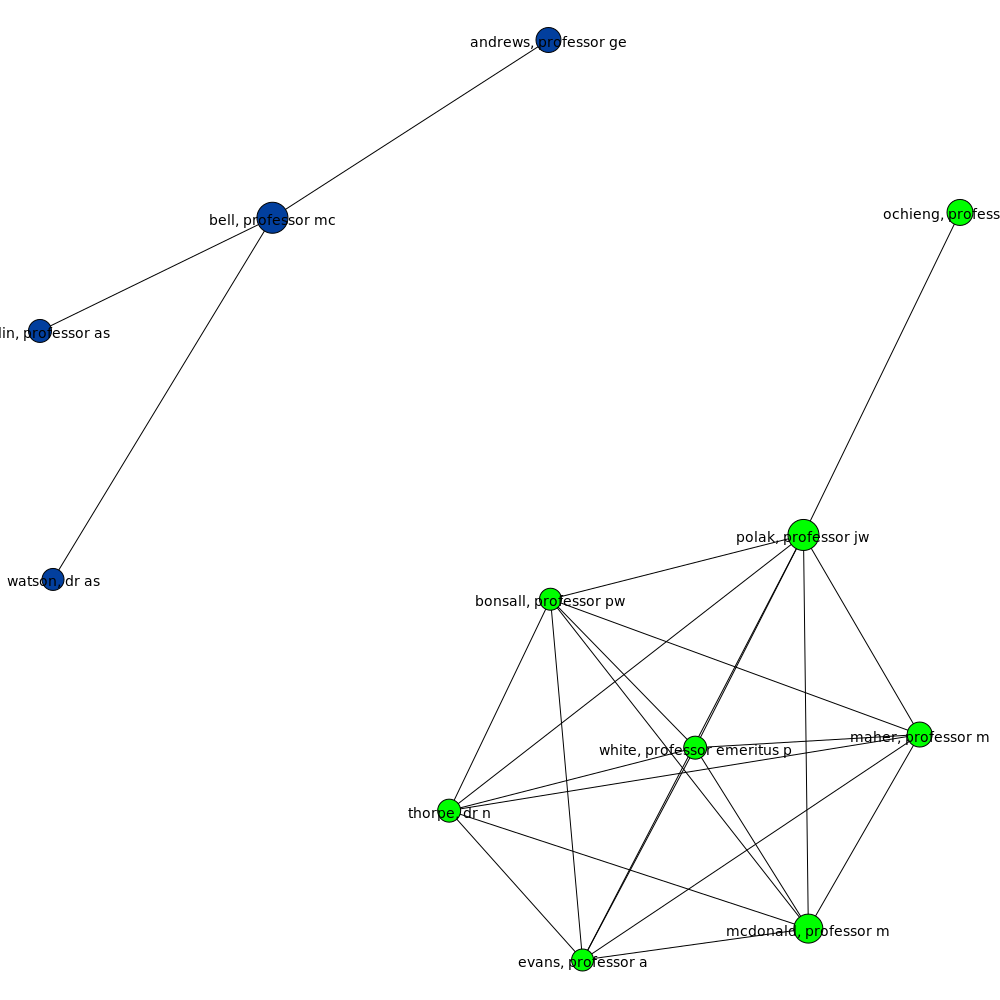 andrews, professor ge
ochieng, profess
bell, professor mc
lin, professor as
polak, professor jw
watson, dr as
bonsall, professor pw
maher, professor m
white, professor emeritus p
thorpe, dr n
mcdonald, professor m
evans, professor a